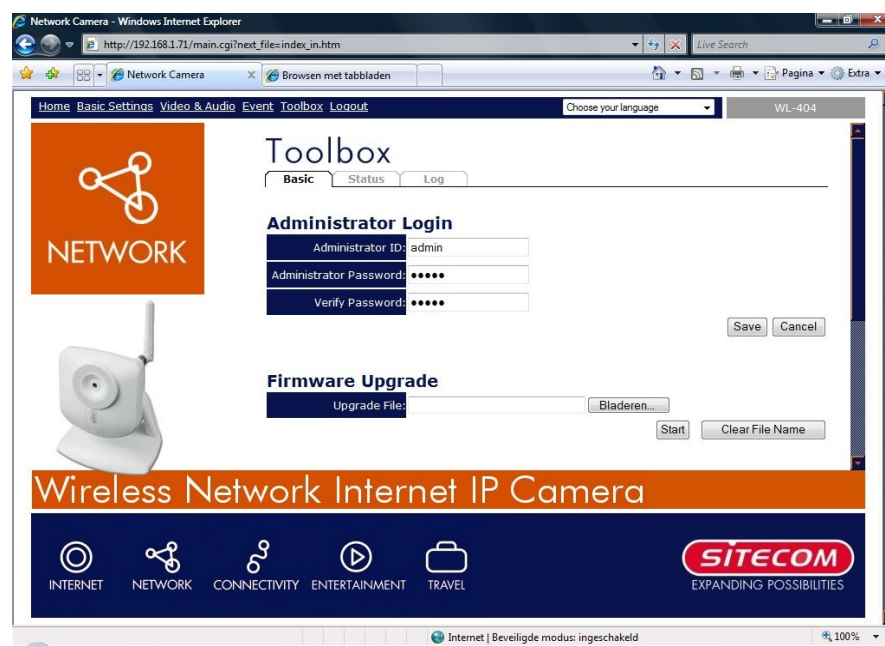 Network Camera - Windows Internet Explorer
http://192.168.1.71/main.cgi?next_file=index_in.htm
Live Search
Network Camera X Browsen met tabbladen
Pagina Extra
Home Basic Settings Video & Audio Event Toolbox Logout
Choose your language
WL-404
NETWORK
Toolbox
Basic Status Log
Administrator Login
Administrator ID: admin
Administrator Password: •••••
Verify Password: •••••
Save Cancel
Firmware Upgrade
Upgrade File: Bladeren...
Start Clear File Name
Wireless Network Internet IP Camera
INTERNET NETWORK CONNECTIVITY ENTERTAINMENT TRAVEL
SITECOM
EXPANDING POSSIBILITIES
Internet | Beveiligde modus: ingeschakeld
100%